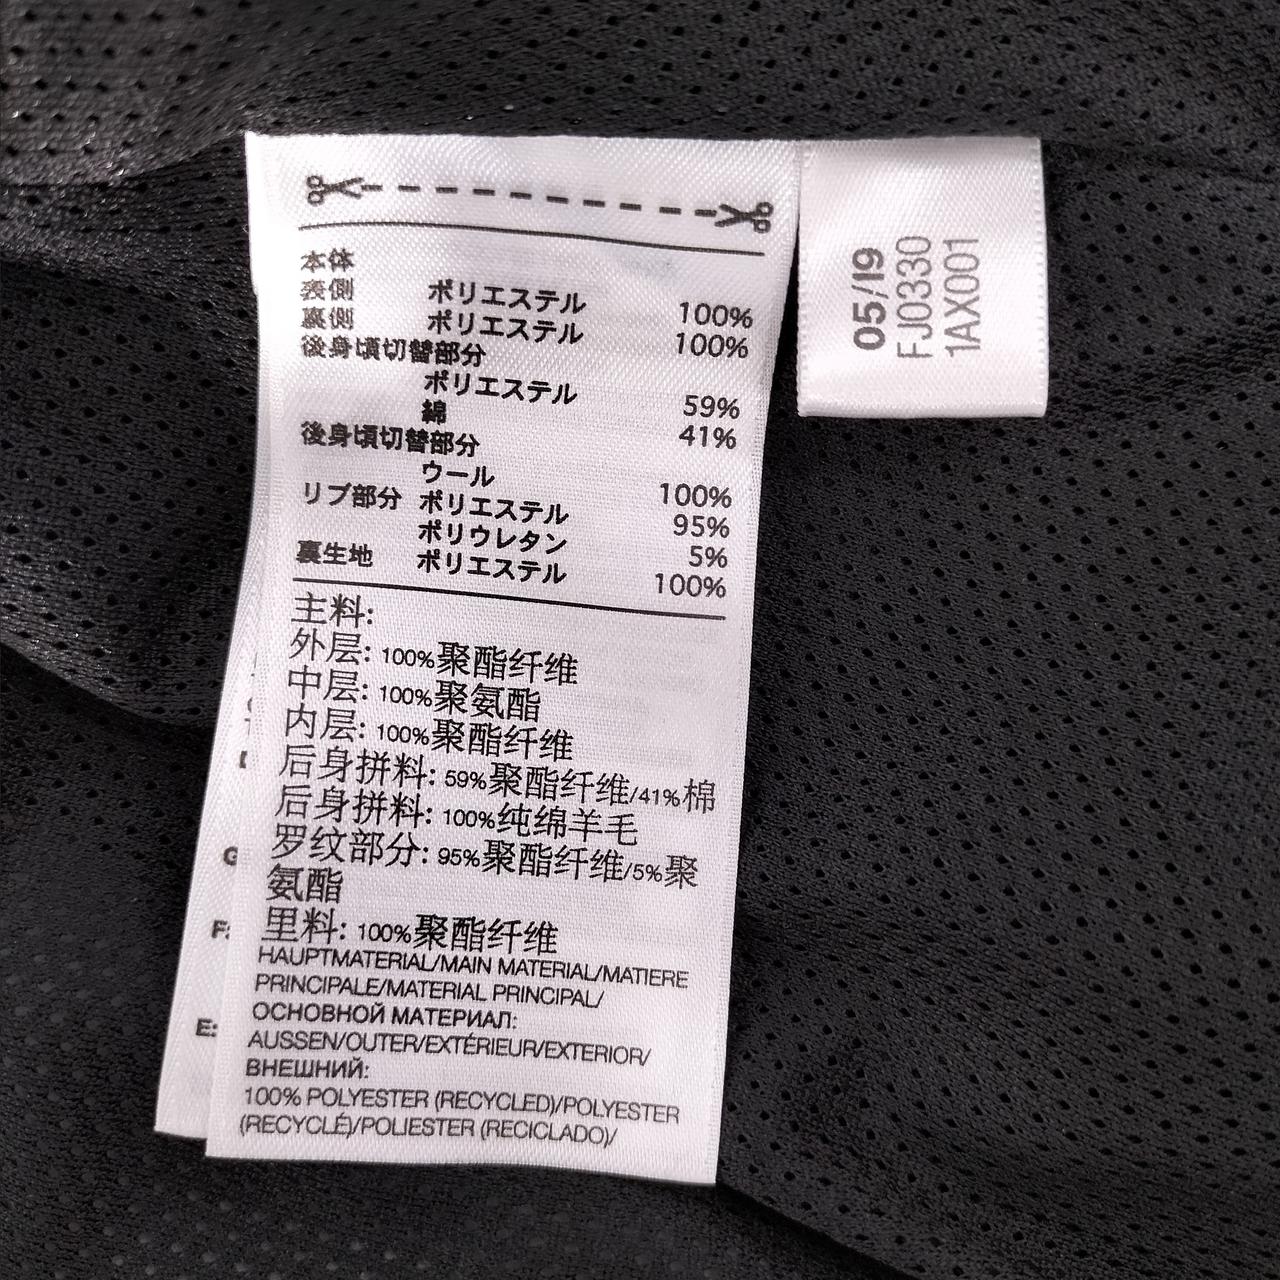 本体
表側 ポリエステル 100%
裏側 ポリエステル 100%
後身頃切替部分
ポリエステル 59%
綿 41%
後身頃切替部分
ウール 100%
リブ部分 ポリエステル 95%
ポリウレタン 5%
裏生地 ポリエステル 100%
主料:
外层: 100%聚酯纤维
中层: 100%聚氨酯
内层: 100%聚酯纤维
后身拼料: 59%聚酯纤维/41%棉
后身拼料: 100%纯绵羊毛
罗纹部分: 95%聚酯纤维/5%聚
氨酯
里料: 100%聚酯纤维
HAUPTMATERIAL/MAIN MATERIAL/MATIERE
PRINCIPALE/MATERIAL PRINCIPAL/
ОСНОВНОЙ МАТЕРИАЛ:
AUSSEN/OUTER/EXTÉRIEUR/EXTERIOR/
ВНЕШНИЙ:
100% POLYESTER (RECYCLED)/POLYESTER
(RECYCLÉ)/POLIESTER (RECICLADO)/
05/19
FJ0330
1AX001
E: